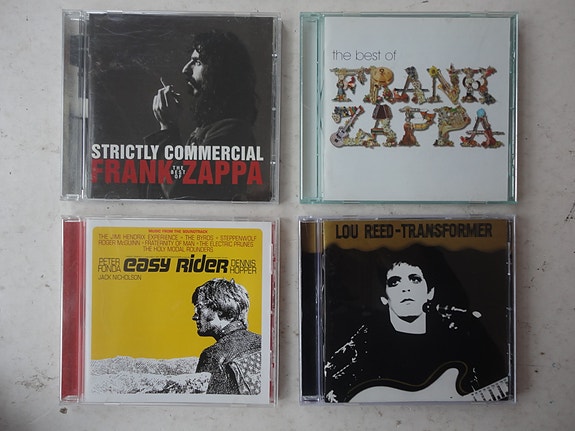 STRICTLY COMMERCIAL
THE
BEST
OF
FRANK ZAPPA
the best of
FRANK
ZAPPA
MUSIC FROM THE SOUNDTRACK
THE JIMI HENDRIX EXPERIENCE • THE BYRDS • STEPPENWOLF
ROGER McGUINN • FRATERNITY OF MAN • THE ELECTRIC PRUNES
THE HOLY MODAL ROUNDERS
PETER
FONDA
easy rider
DENNIS
HOPPER
JACK NICHOLSON
LOU REED-TRANSFORMER